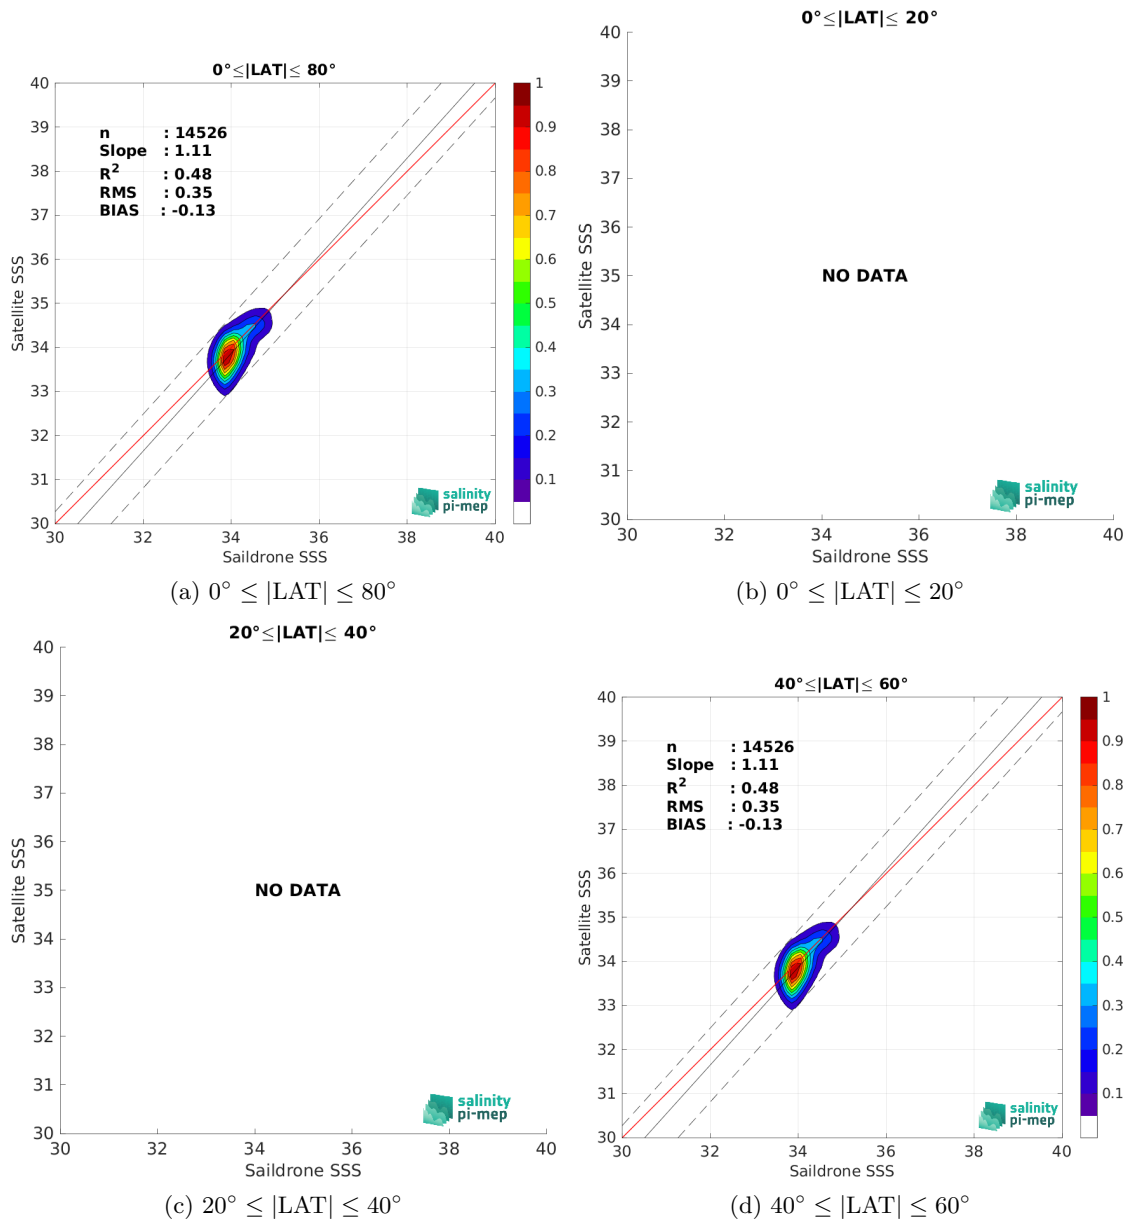 0°≤|LAT|≤ 80°
40
39
38
37
36
35
34
33
32
31
30
n : 14526
Slope : 1.11
R² : 0.48
RMS : 0.35
BIAS : -0.13
Satellite SSS
30 32 34 36 38 40
Saildrone SSS
salinity
pi-mep
1
0.9
0.8
0.7
0.6
0.5
0.4
0.3
0.2
0.1
(a) 0° ≤ |LAT| ≤ 80°
0°≤|LAT|≤ 20°
40
39
38
37
36
35
34
33
32
31
30
Satellite SSS
NO DATA
salinity
pi-mep
30 32 34 36 38 40
Saildrone SSS
(b) 0° ≤ |LAT| ≤ 20°
20°≤|LAT|≤ 40°
40
39
38
37
36
35
34
33
32
31
30
Satellite SSS
NO DATA
salinity
pi-mep
30 32 34 36 38 40
Saildrone SSS
(c) 20° ≤ |LAT| ≤ 40°
40°≤|LAT|≤ 60°
40
39
38
37
36
35
34
33
32
31
30
n : 14526
Slope : 1.11
R² : 0.48
RMS : 0.35
BIAS : -0.13
Satellite SSS
30 32 34 36 38 40
Saildrone SSS
salinity
pi-mep
1
0.9
0.8
0.7
0.6
0.5
0.4
0.3
0.2
0.1
(d) 40° ≤ |LAT| ≤ 60°